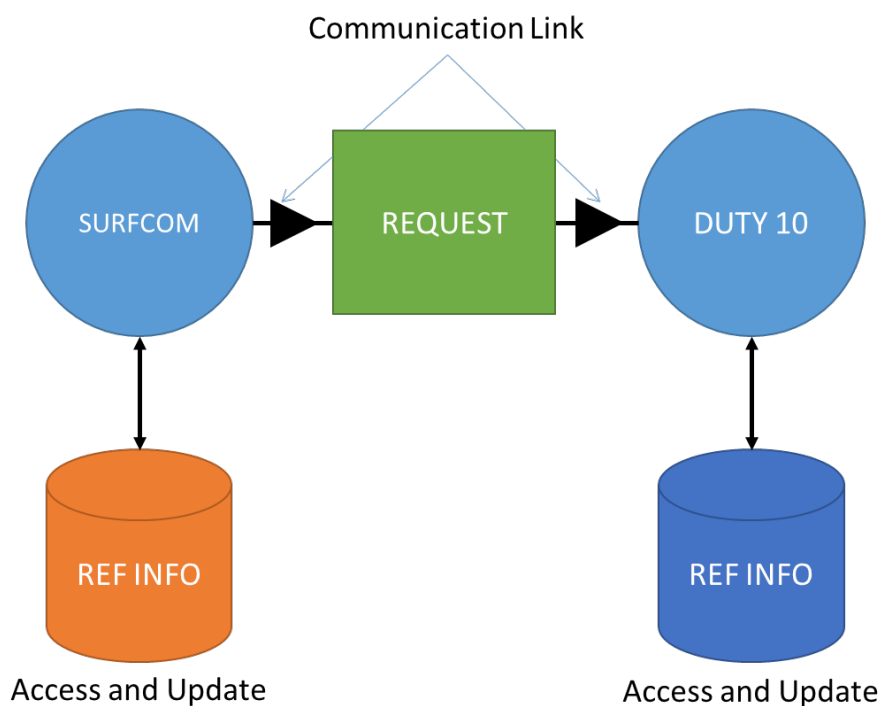 Communication Link
SURFCOM
REQUEST
DUTY 10
REF INFO
REF INFO
Access and Update
Access and Update